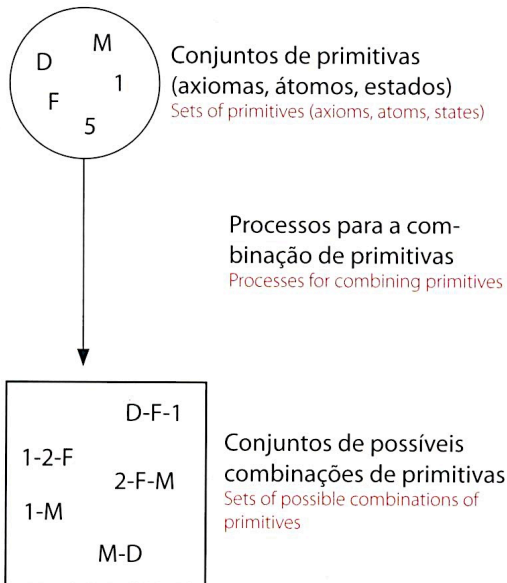 D
M
F
1
5
Conjuntos de primitivas
(axiomas, átomos, estados)
Sets of primitives (axioms, atoms, states)
Processos para a com-
binação de primitivas
Processes for combining primitives
D-F-1
1-2-F
2-F-M
1-M
M-D
Conjuntos de possíveis
combinações de primitivas
Sets of possible combinations of
primitives